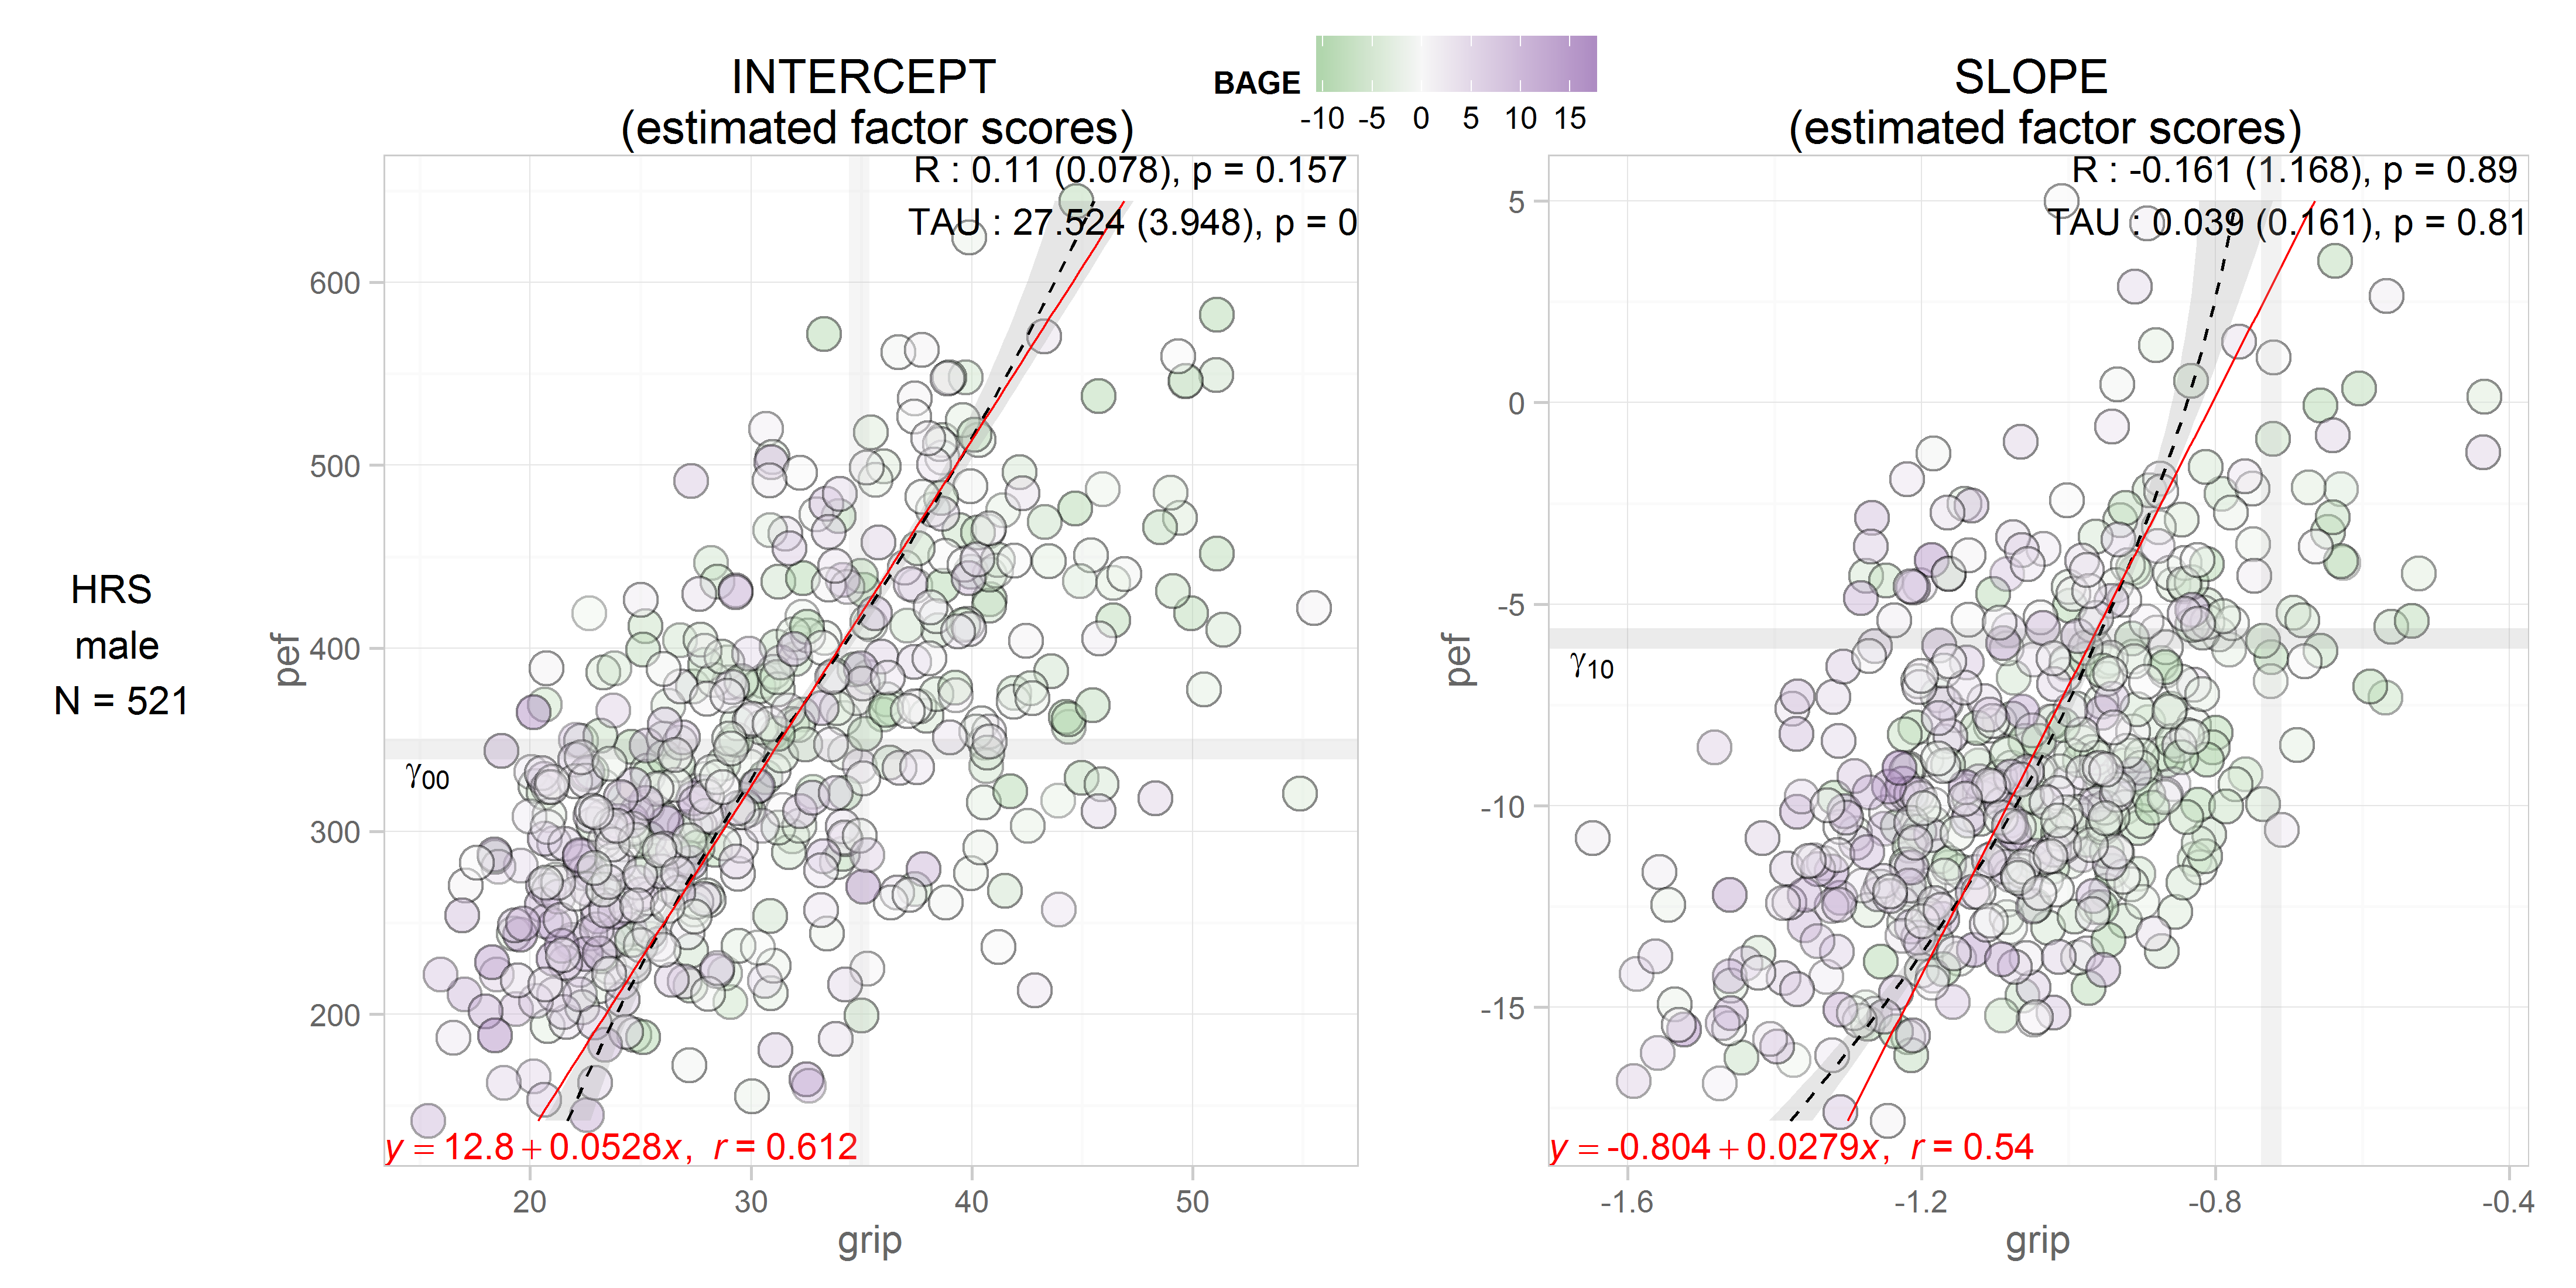 BAGE
-10 -5 0 5 10 15
INTERCEPT
(estimated factor scores)
R : 0.11 (0.078), p = 0.157
TAU : 27.524 (3.948), p = 0
HRS
male
N = 521
pef
600
500
400
300
200
γ00
y = 12.8 + 0.0528x, r = 0.612
20 30 40 50
grip
SLOPE
(estimated factor scores)
R : -0.161 (1.168), p = 0.89
TAU : 0.039 (0.161), p = 0.81
pef
5
0
-5
-10
-15
γ10
y = -0.804 + 0.0279x, r = 0.54
-1.6 -1.2 -0.8 -0.4
grip